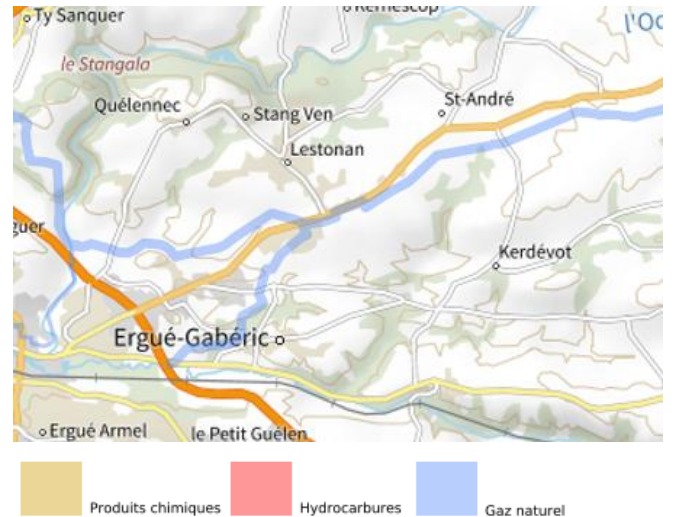 Ty Sanquer
l'Oc
le Stangala
Quélennec
Stang Ven
St-André
Lestonan
guer
Kerdévot
Ergué-Gabéric
Ergué Armel
le Petit Guélen
Produits chimiques
Hydrocarbures
Gaz naturel